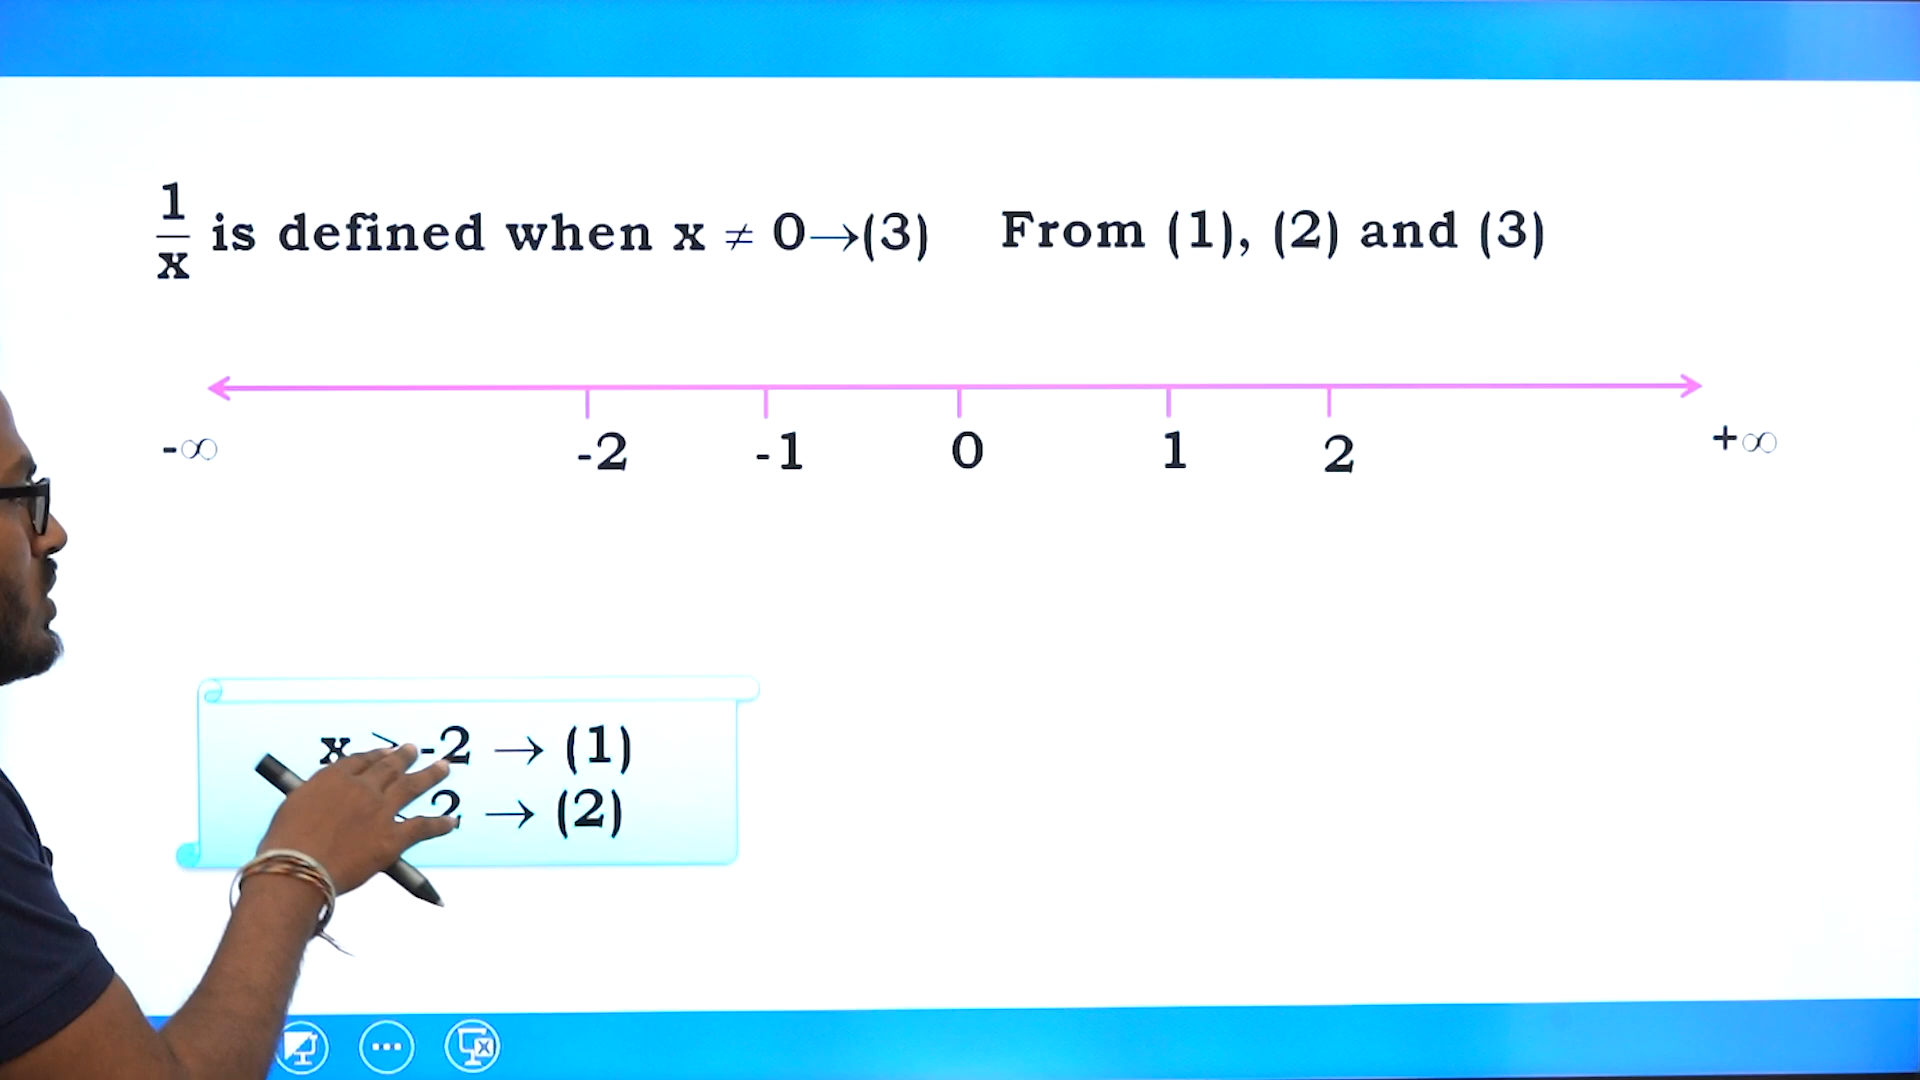 1/x is defined when x ≠ 0→(3) From (1), (2) and (3)
-∞ -2 -1 0 1 2 +∞
x > -2 → (1)
< 2 → (2)